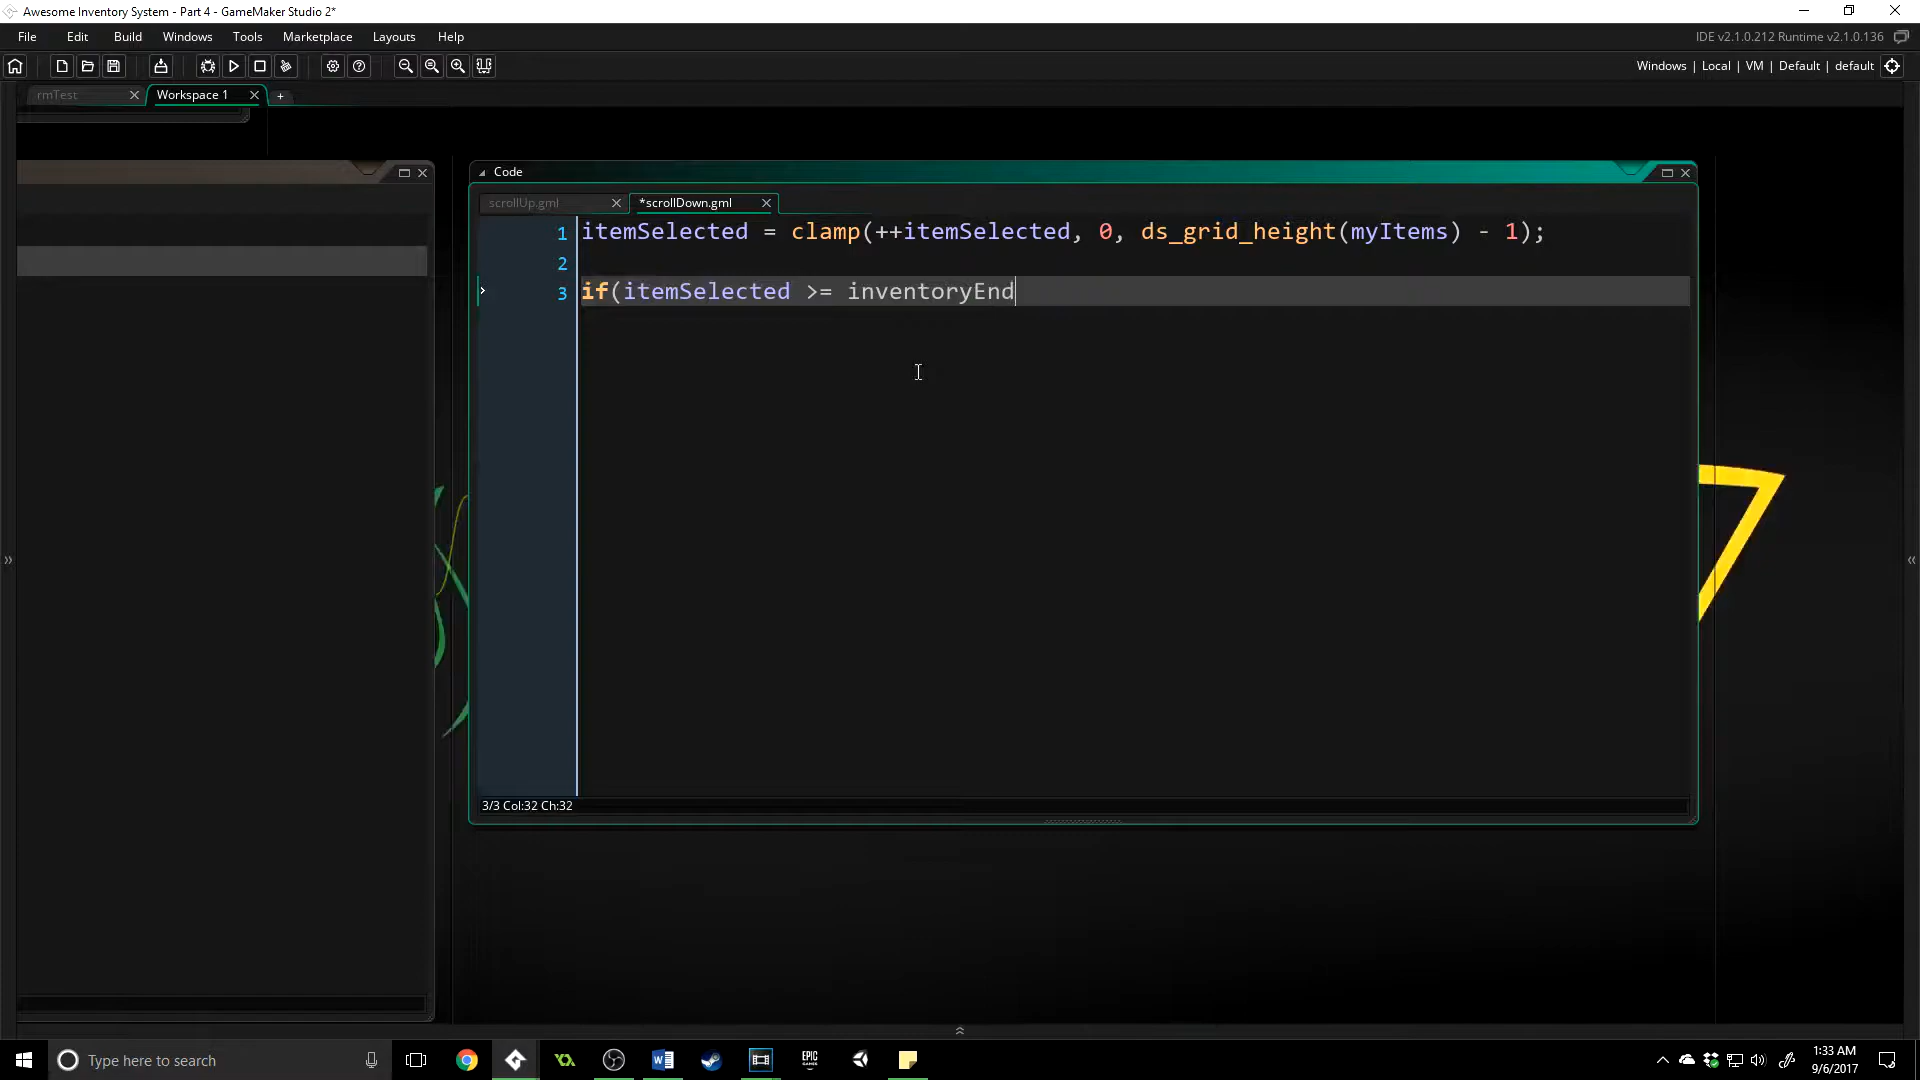 Awesome Inventory System - Part 4 - GameMaker Studio 2*
File Edit Build Windows Tools Marketplace Layouts Help
IDE v2.1.0.212 Runtime v2.1.0.136
Windows | Local | VM | Default | default
rmTest
Workspace 1
Code
scrollUp.gml
*scrollDown.gml
1 itemSelected = clamp(++itemSelected, 0, ds_grid_height(myItems) - 1);
2
3 if(itemSelected >= inventoryEnd
3/3 Col:32 Ch:32
Type here to search
EPIC GAMES
1:33 AM
9/6/2017